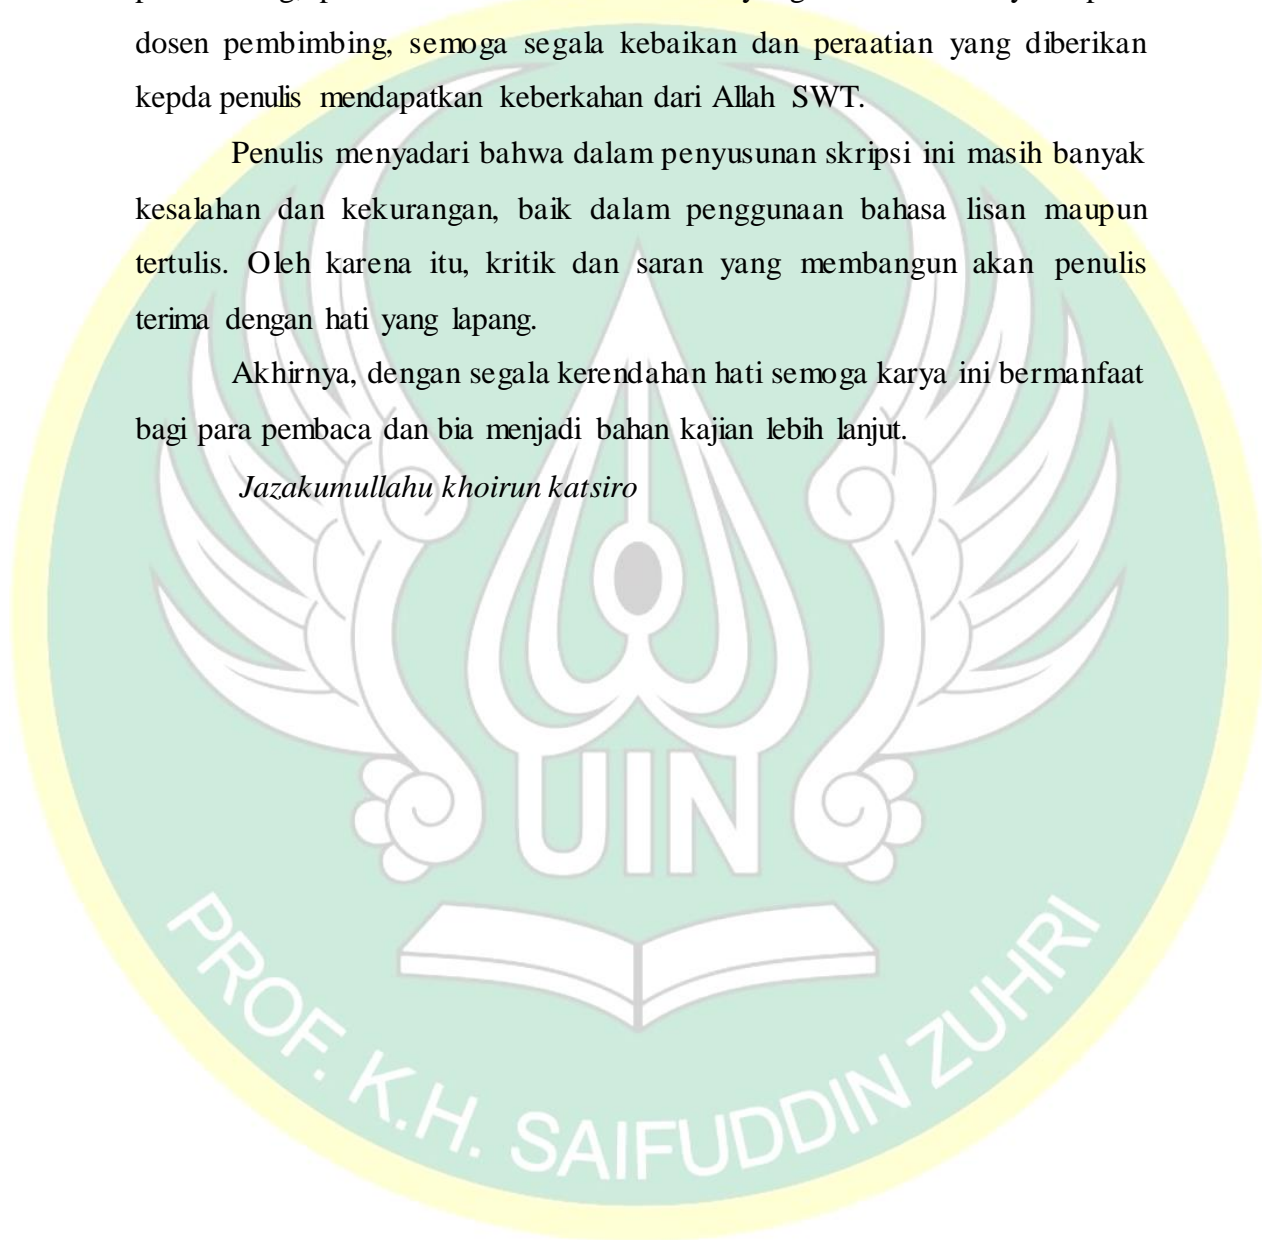 dosen pembimbing, semoga segala kebaikan dan peraatian yang diberikan
kepda penulis mendapatkan keberkahan dari Allah SWT.
Penulis menyadari bahwa dalam penyusunan skripsi ini masih banyak
kesalahan dan kekurangan, baik dalam penggunaan bahasa lisan maupun
tertulis. Oleh karena itu, kritik dan saran yang membangun akan penulis
terima dengan hati yang lapang.
Akhirnya, dengan segala kerendahan hati semoga karya ini bermanfaat
bagi para pembaca dan bia menjadi bahan kajian lebih lanjut.
Jazakumullahu khoirun katsiro
UIN
PROF. K.H. SAIFUDDIN ZUHRI